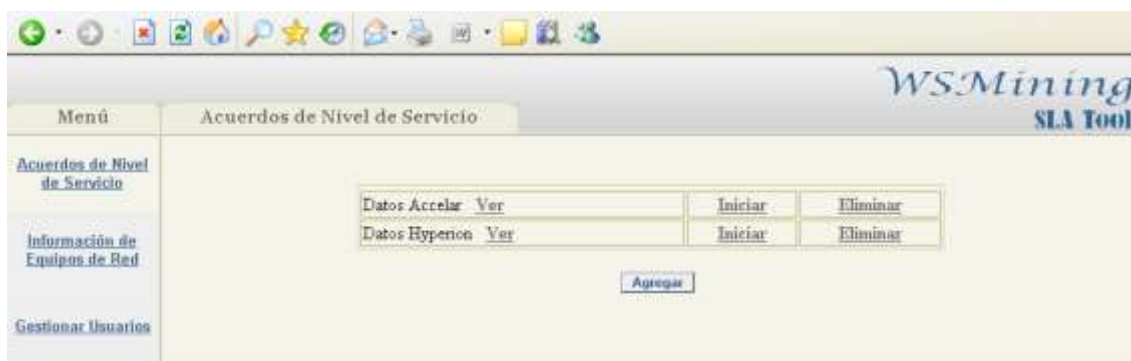 WSMining
SLA Tool
Menú
Acuerdos de Nivel de Servicio
Acuerdos de Nivel
de Servicio
Información de
Equipos de Red
Gestionar Usuarios
Datos Accelar Ver Iniciar Eliminar
Datos Hyperion Ver Iniciar Eliminar
Agregar